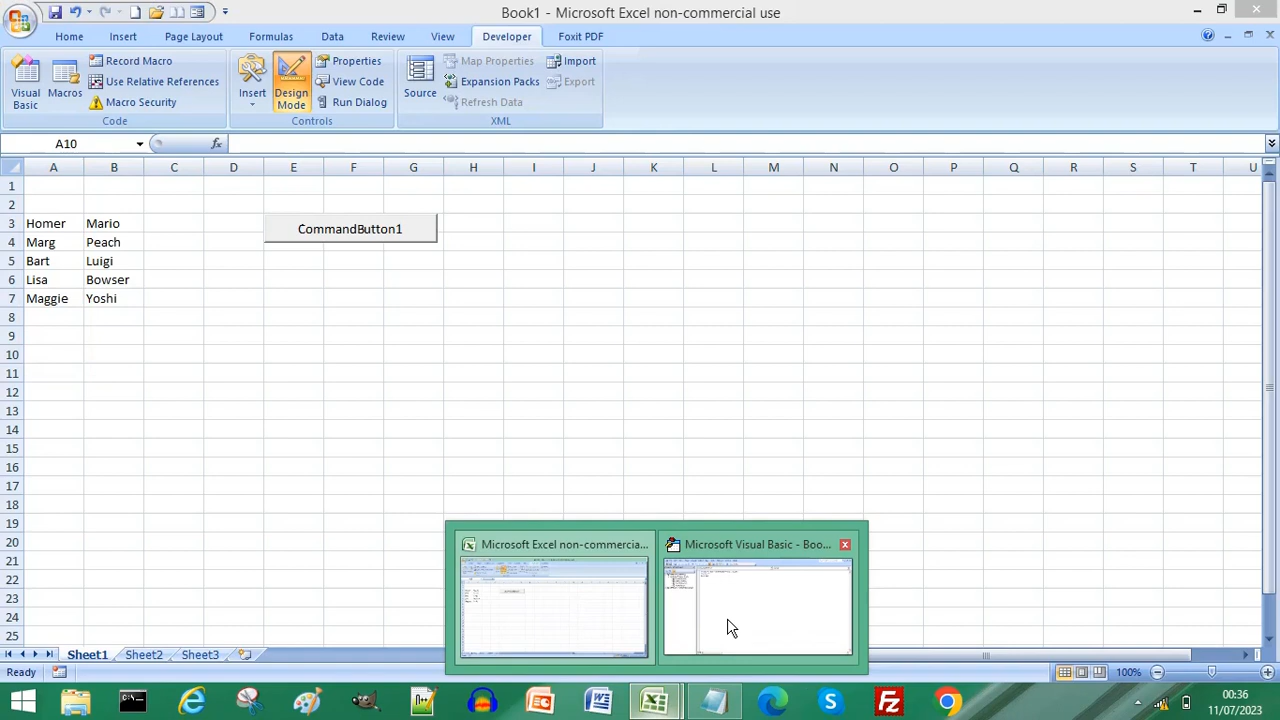 Book1 - Microsoft Excel non-commercial use
Home Insert Page Layout Formulas Data Review View Developer Foxit PDF
Visual Basic
Macros
Record Macro
Use Relative References
Macro Security
Code
Insert
Design Mode
Properties
View Code
Run Dialog
Controls
Source
Map Properties
Expansion Packs
Refresh Data
Import
Export
XML
A10 fx
A B C D E F G H I J K L M N O P Q R S T U
1
2
3 Homer Mario CommandButton1
4 Marg Peach
5 Bart Luigi
6 Lisa Bowser
7 Maggie Yoshi
8
9
10
11
12
13
14
15
16
17
18
19
20 Microsoft Excel non-commercia... Microsoft Visual Basic - Boo...
21
22
23
24
25
Sheet1 Sheet2 Sheet3
Ready 100%
00:36
11/07/2023